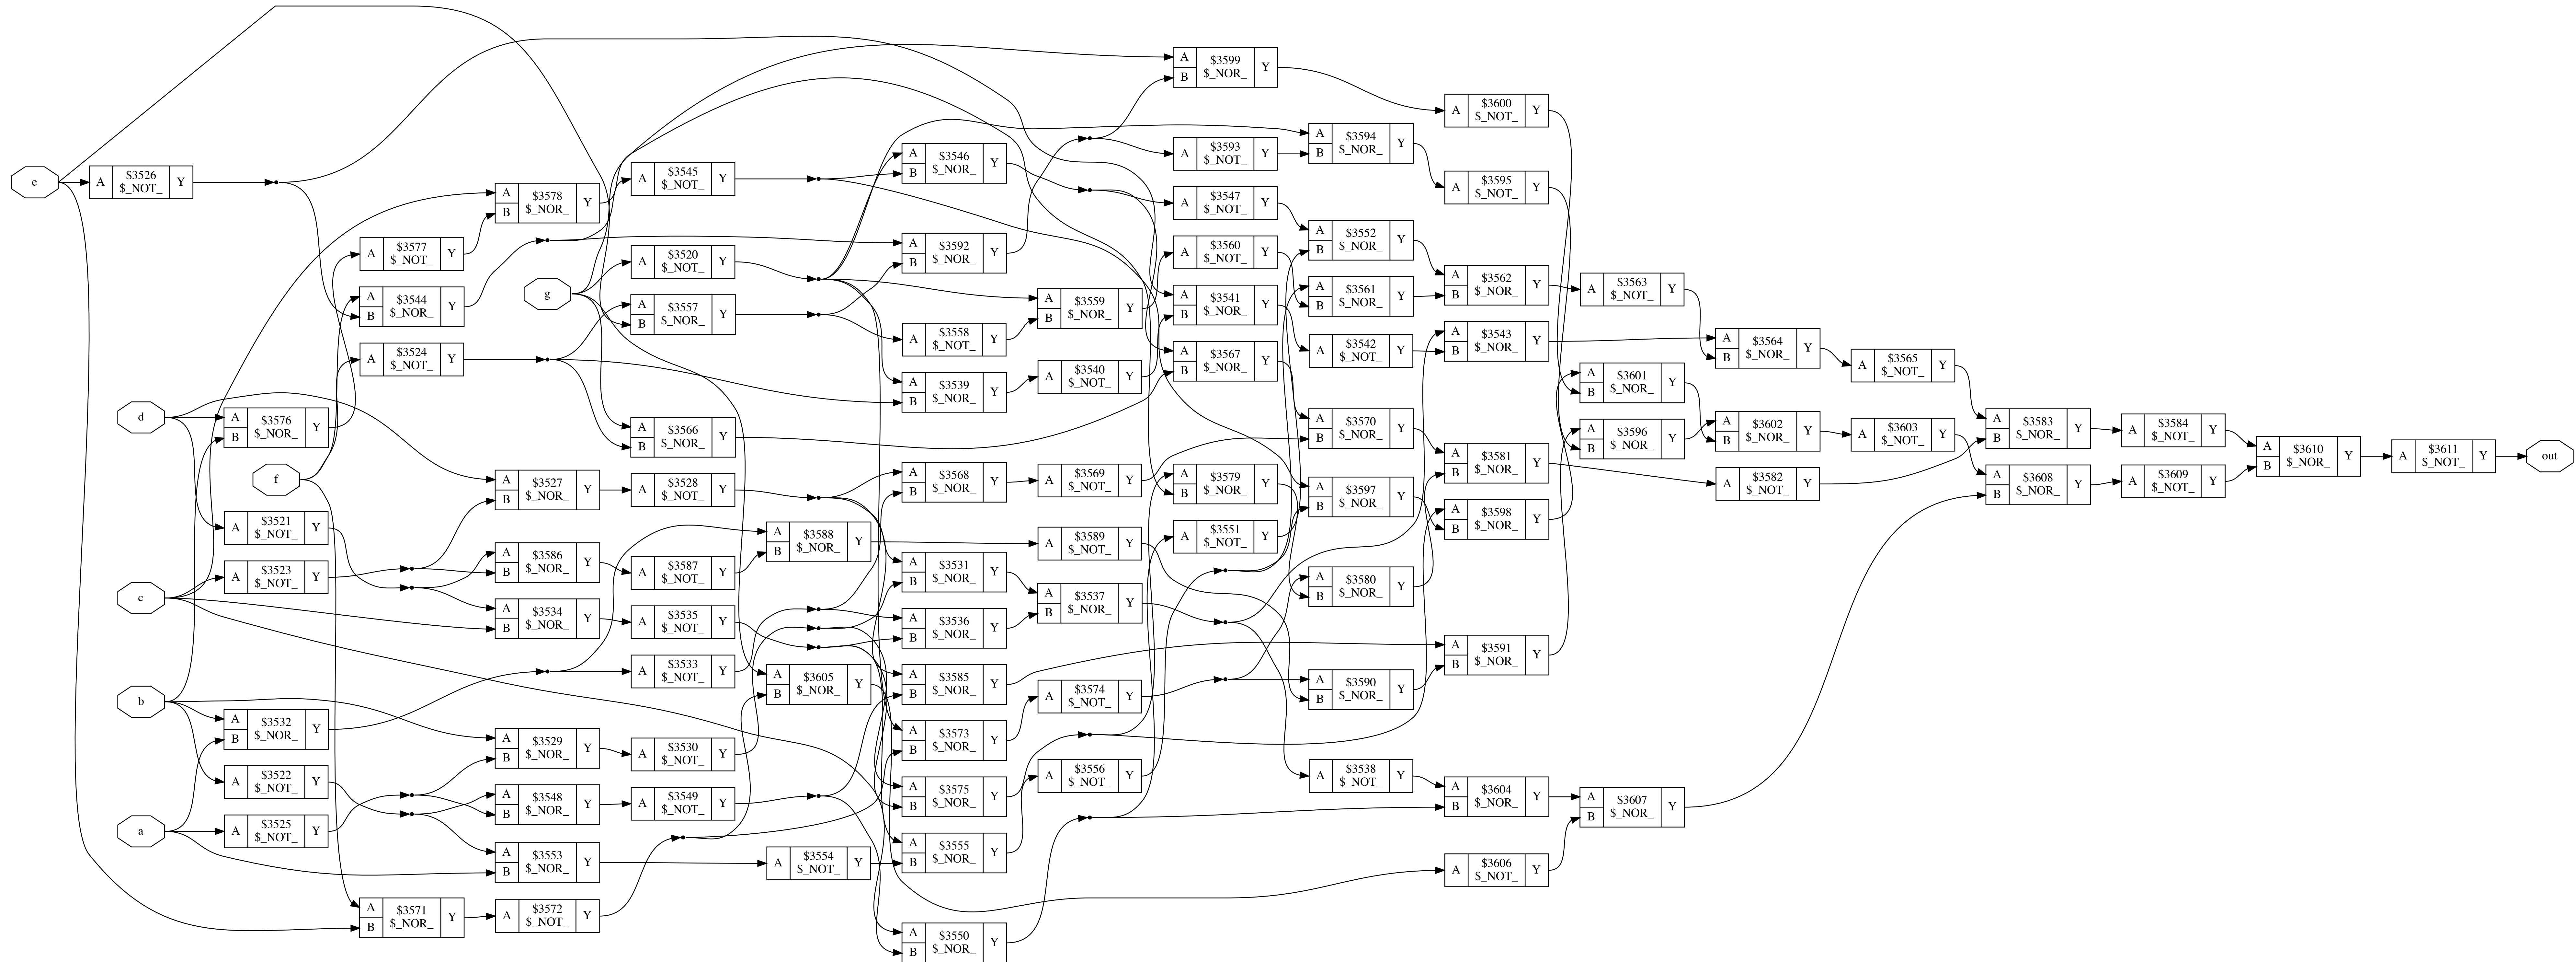 e
A $3526 $_NOT_ Y
d
c
b
a
A B $3576 $_NOR_ Y
f
A $3521 $_NOT_ Y
A $3523 $_NOT_ Y
A B $3532 $_NOR_ Y
A $3522 $_NOT_ Y
A $3525 $_NOT_ Y
A $3577 $_NOT_ Y
A B $3544 $_NOR_ Y
A $3524 $_NOT_ Y
A B $3571 $_NOR_ Y
A B $3578 $_NOR_ Y
g
A B $3527 $_NOR_ Y
A B $3586 $_NOR_ Y
A B $3534 $_NOR_ Y
A B $3529 $_NOR_ Y
A B $3548 $_NOR_ Y
A B $3553 $_NOR_ Y
A $3572 $_NOT_ Y
A $3545 $_NOT_ Y
A $3520 $_NOT_ Y
A B $3557 $_NOR_ Y
A B $3566 $_NOR_ Y
A $3528 $_NOT_ Y
A $3587 $_NOT_ Y
A $3535 $_NOT_ Y
A $3533 $_NOT_ Y
A $3530 $_NOT_ Y
A $3549 $_NOT_ Y
A B $3588 $_NOR_ Y
A B $3605 $_NOR_ Y
A $3554 $_NOT_ Y
A B $3546 $_NOR_ Y
A B $3592 $_NOR_ Y
A $3558 $_NOT_ Y
A B $3539 $_NOR_ Y
A B $3568 $_NOR_ Y
A B $3531 $_NOR_ Y
A B $3536 $_NOR_ Y
A B $3585 $_NOR_ Y
A B $3573 $_NOR_ Y
A B $3575 $_NOR_ Y
A B $3555 $_NOR_ Y
A B $3550 $_NOR_ Y
A B $3559 $_NOR_ Y
A $3540 $_NOT_ Y
A $3569 $_NOT_ Y
A $3589 $_NOT_ Y
A B $3537 $_NOR_ Y
A $3574 $_NOT_ Y
A $3556 $_NOT_ Y
A B $3599 $_NOR_ Y
A $3593 $_NOT_ Y
A $3547 $_NOT_ Y
A $3560 $_NOT_ Y
A B $3541 $_NOR_ Y
A B $3567 $_NOR_ Y
A B $3579 $_NOR_ Y
A $3551 $_NOT_ Y
A B $3594 $_NOR_ Y
A B $3552 $_NOR_ Y
A B $3561 $_NOR_ Y
A $3542 $_NOT_ Y
A B $3570 $_NOR_ Y
A B $3597 $_NOR_ Y
A B $3580 $_NOR_ Y
A B $3590 $_NOR_ Y
A $3538 $_NOT_ Y
A $3600 $_NOT_ Y
A $3595 $_NOT_ Y
A B $3562 $_NOR_ Y
A B $3543 $_NOR_ Y
A B $3581 $_NOR_ Y
A B $3598 $_NOR_ Y
A B $3591 $_NOR_ Y
A B $3604 $_NOR_ Y
A $3606 $_NOT_ Y
A $3563 $_NOT_ Y
A B $3601 $_NOR_ Y
A B $3596 $_NOR_ Y
A B $3607 $_NOR_ Y
A B $3564 $_NOR_ Y
A B $3602 $_NOR_ Y
A $3582 $_NOT_ Y
A $3565 $_NOT_ Y
A $3603 $_NOT_ Y
A B $3583 $_NOR_ Y
A B $3608 $_NOR_ Y
A $3584 $_NOT_ Y
A $3609 $_NOT_ Y
A B $3610 $_NOR_ Y
A $3611 $_NOT_ Y
out